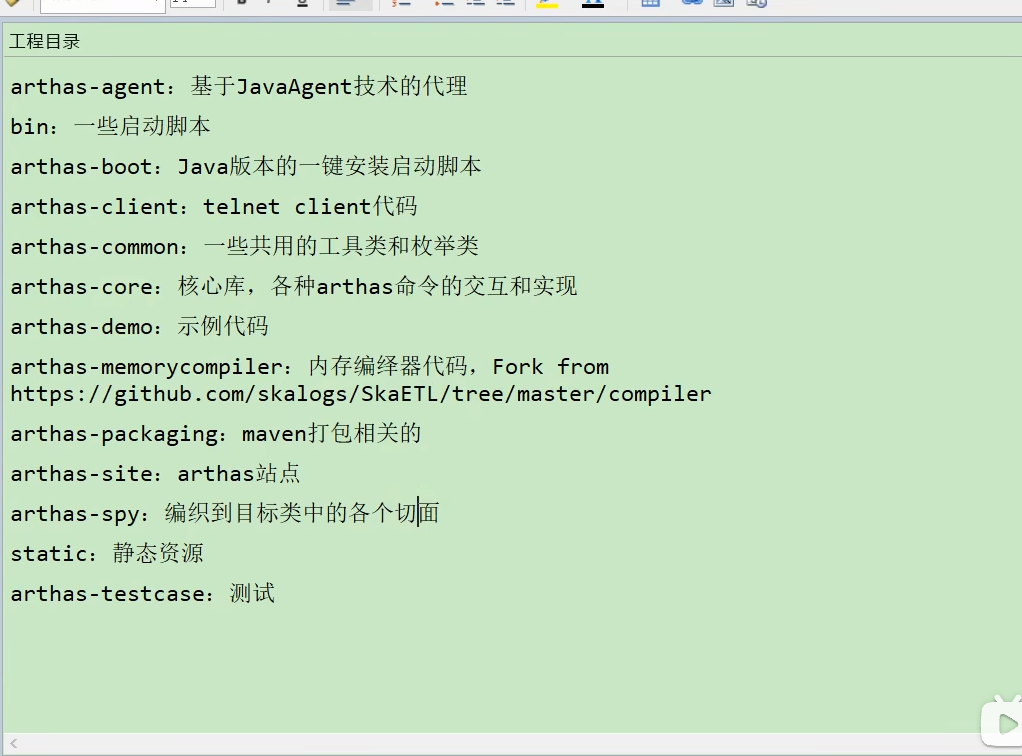 工程目录
arthas-agent：基于JavaAgent技术的代理
bin：一些启动脚本
arthas-boot：Java版本的一键安装启动脚本
arthas-client：telnet client代码
arthas-common：一些共用的工具类和枚举类
arthas-core：核心库，各种arthas命令的交互和实现
arthas-demo：示例代码
arthas-memorycompiler：内存编绎器代码，Fork from
https://github.com/skalogs/SkaETL/tree/master/compiler
arthas-packaging：maven打包相关的
arthas-site：arthas站点
arthas-spy：编织到目标类中的各个切面
static：静态资源
arthas-testcase：测试